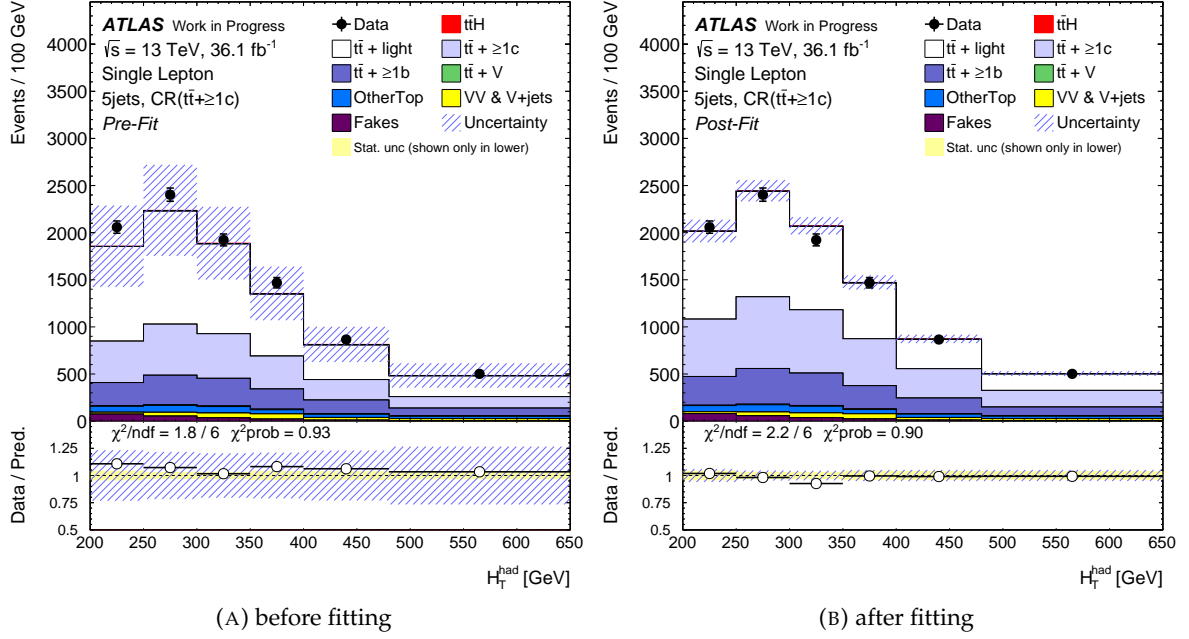 ATLAS Work in Progress
√s = 13 TeV, 36.1 fb⁻¹
Single Lepton
5jets, CR(tt̄+≥1c)
Pre-Fit
Data
tt̄H
tt̄ + light
tt̄ + ≥1c
tt̄ + ≥1b
tt̄ + V
OtherTop
VV & V+jets
Fakes
Uncertainty
Stat. unc (shown only in lower)
Events / 100 GeV
4000
3500
3000
2500
2000
1500
1000
500
0
χ²/ndf = 1.8 / 6 χ²prob = 0.93
Data / Pred.
1.25
1
0.75
0.5
200 250 300 350 400 450 500 550 600 650
H_T^had [GeV]
(A) before fitting
ATLAS Work in Progress
√s = 13 TeV, 36.1 fb⁻¹
Single Lepton
5jets, CR(tt̄+≥1c)
Post-Fit
Data
tt̄H
tt̄ + light
tt̄ + ≥1c
tt̄ + ≥1b
tt̄ + V
OtherTop
VV & V+jets
Fakes
Uncertainty
Stat. unc (shown only in lower)
Events / 100 GeV
4000
3500
3000
2500
2000
1500
1000
500
0
χ²/ndf = 2.2 / 6 χ²prob = 0.90
Data / Pred.
1.25
1
0.75
0.5
200 250 300 350 400 450 500 550 600 650
H_T^had [GeV]
(B) after fitting